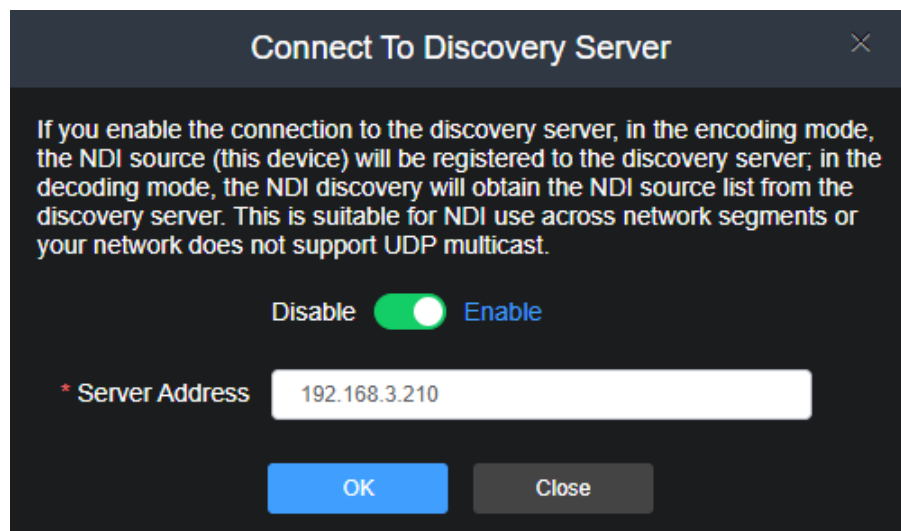 Connect To Discovery Server
If you enable the connection to the discovery server, in the encoding mode,
the NDI source (this device) will be registered to the discovery server; in the
decoding mode, the NDI discovery will obtain the NDI source list from the
discovery server. This is suitable for NDI use across network segments or
your network does not support UDP multicast.
Disable Enable
* Server Address 192.168.3.210
OK Close